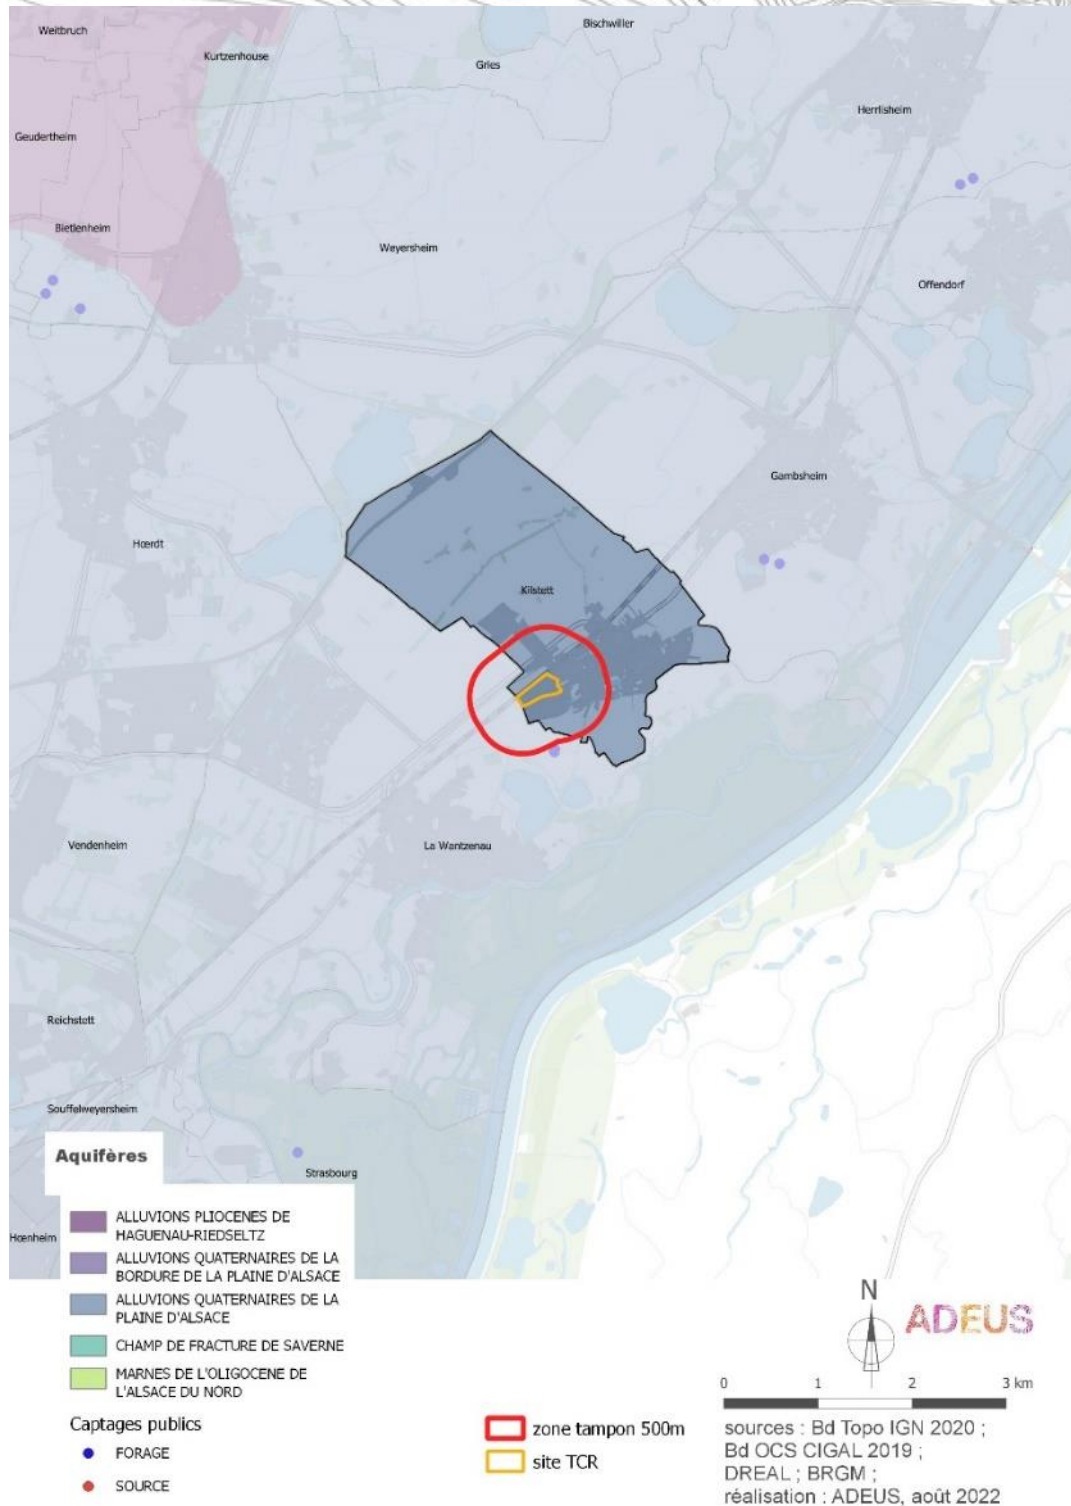 Weitbruch
Bischwiller
Kurtzenhouse
Gries
Herrlisheim
Geudertheim
Bietlenheim
Weyersheim
Offendorf
Gambsheim
Hœrdt
Kilstett
Vendenheim
La Wantzenau
Reichstett
Souffelweyersheim
Strasbourg
Hœnheim
Aquifères
ALLUVIONS PLIOCENES DE
HAGUENAU-RIEDSELTZ
ALLUVIONS QUATERNAIRES DE LA
BORDURE DE LA PLAINE D'ALSACE
ALLUVIONS QUATERNAIRES DE LA
PLAINE D'ALSACE
CHAMP DE FRACTURE DE SAVERNE
MARNES DE L'OLIGOCENE DE
L'ALSACE DU NORD
Captages publics
FORAGE
SOURCE
zone tampon 500m
site TCR
N
ADEUS
0 1 2 3 km
sources : Bd Topo IGN 2020 ;
Bd OCS CIGAL 2019 ;
DREAL ; BRGM ;
réalisation : ADEUS, août 2022